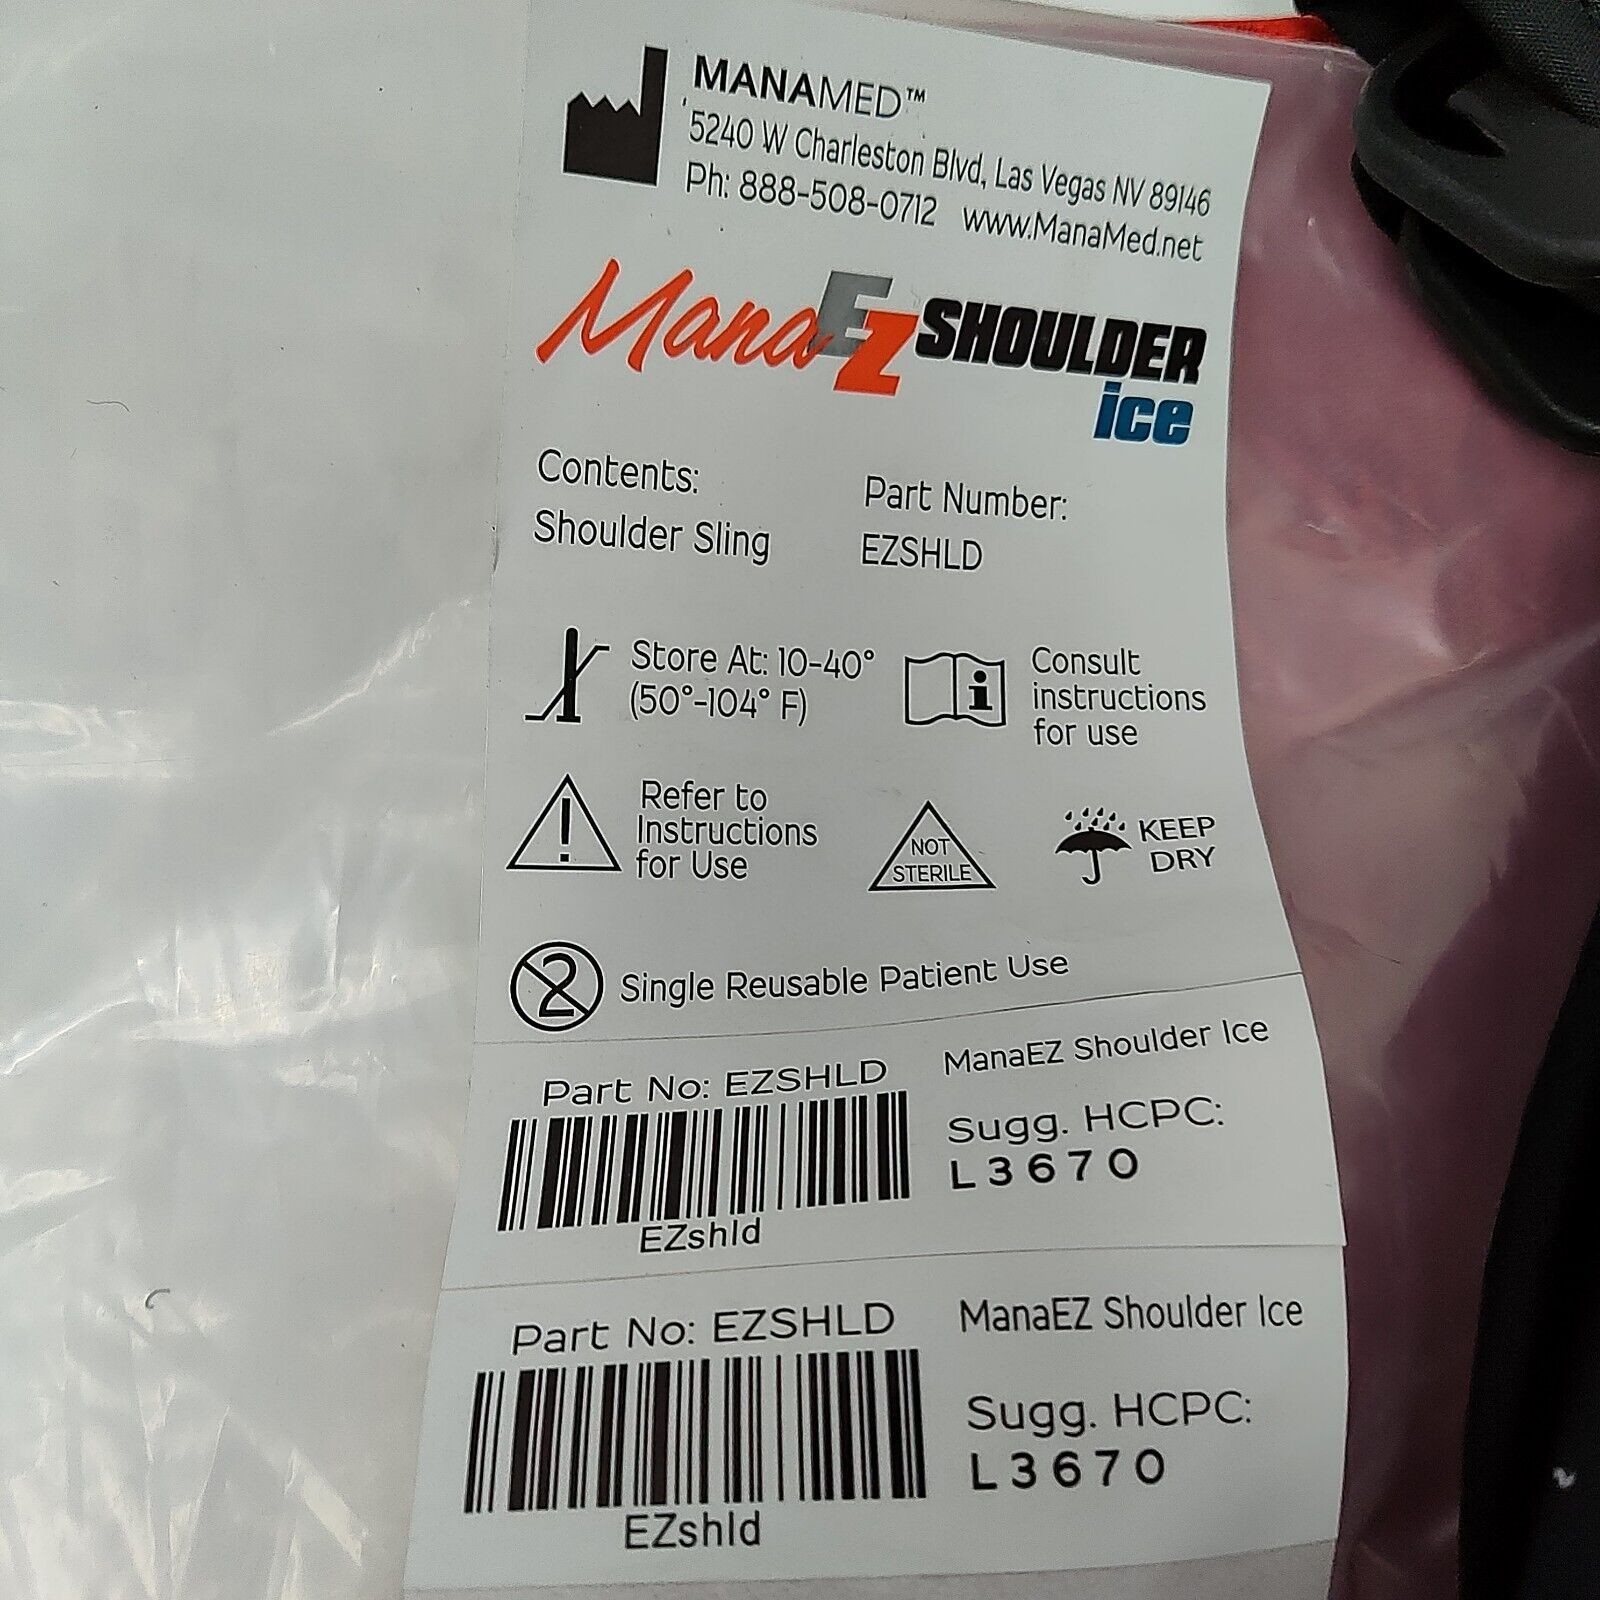 MANAMED™
5240 W Charleston Blvd, Las Vegas NV 89146
Ph: 888-508-0712 www.ManaMed.net
ManaEZ SHOULDER
ice
Contents:
Shoulder Sling
Part Number:
EZSHLD
Store At: 10-40°
(50°-104° F)
i
Consult
instructions
for use
!
Refer to
Instructions
for Use
NOT
STERILE
KEEP
DRY
2
Single Reusable Patient Use
Part No: EZSHLD
EZshld
ManaEZ Shoulder Ice
Sugg. HCPC:
L3670
Part No: EZSHLD
EZshld
ManaEZ Shoulder Ice
Sugg. HCPC:
L3670